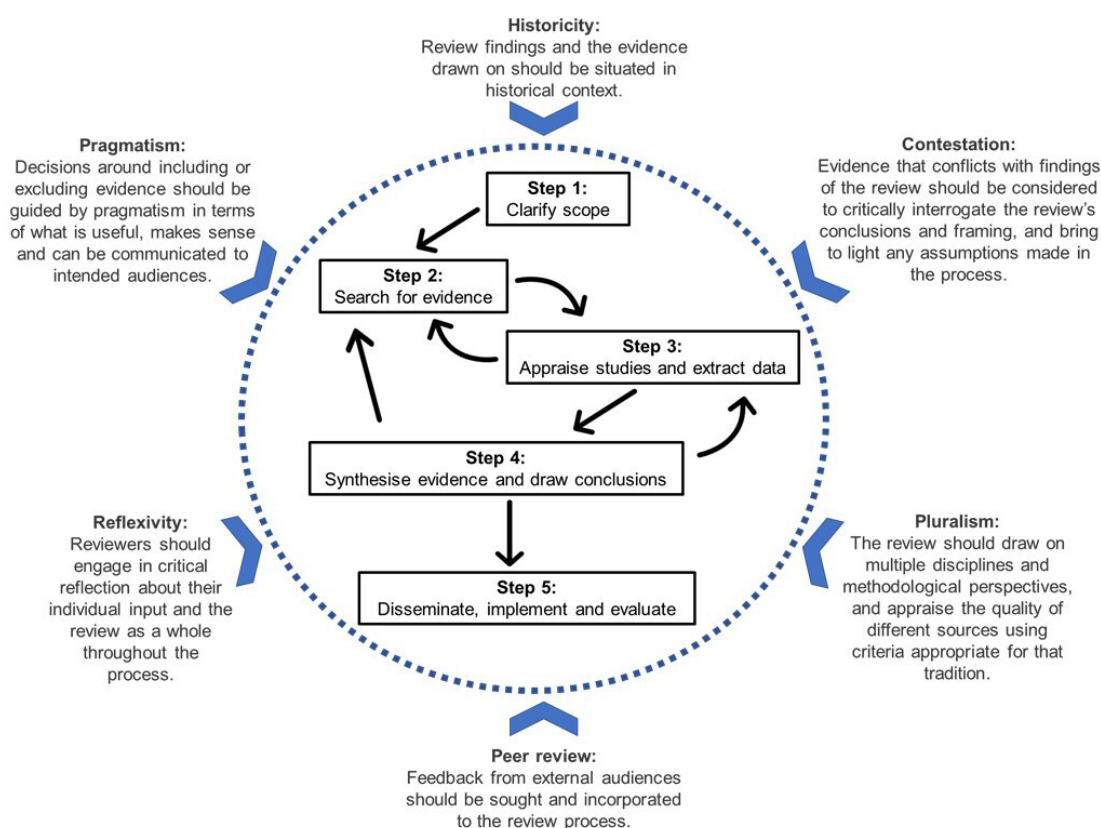 Historicity:
Review findings and the evidence
drawn on should be situated in
historical context.
Pragmatism:
Decisions around including or
excluding evidence should be
guided by pragmatism in terms
of what is useful, makes sense
and can be communicated to
intended audiences.
Contestation:
Evidence that conflicts with findings
of the review should be considered
to critically interrogate the review's
conclusions and framing, and bring
to light any assumptions made in
the process.
Step 1:
Clarify scope
Step 2:
Search for evidence
Step 3:
Appraise studies and extract data
Step 4:
Synthesise evidence and draw conclusions
Step 5:
Disseminate, implement and evaluate
Reflexivity:
Reviewers should
engage in critical
reflection about their
individual input and the
review as a whole
throughout the
process.
Pluralism:
The review should draw on
multiple disciplines and
methodological perspectives,
and appraise the quality of
different sources using
criteria appropriate for that
tradition.
Peer review:
Feedback from external audiences
should be sought and incorporated
to the review process.